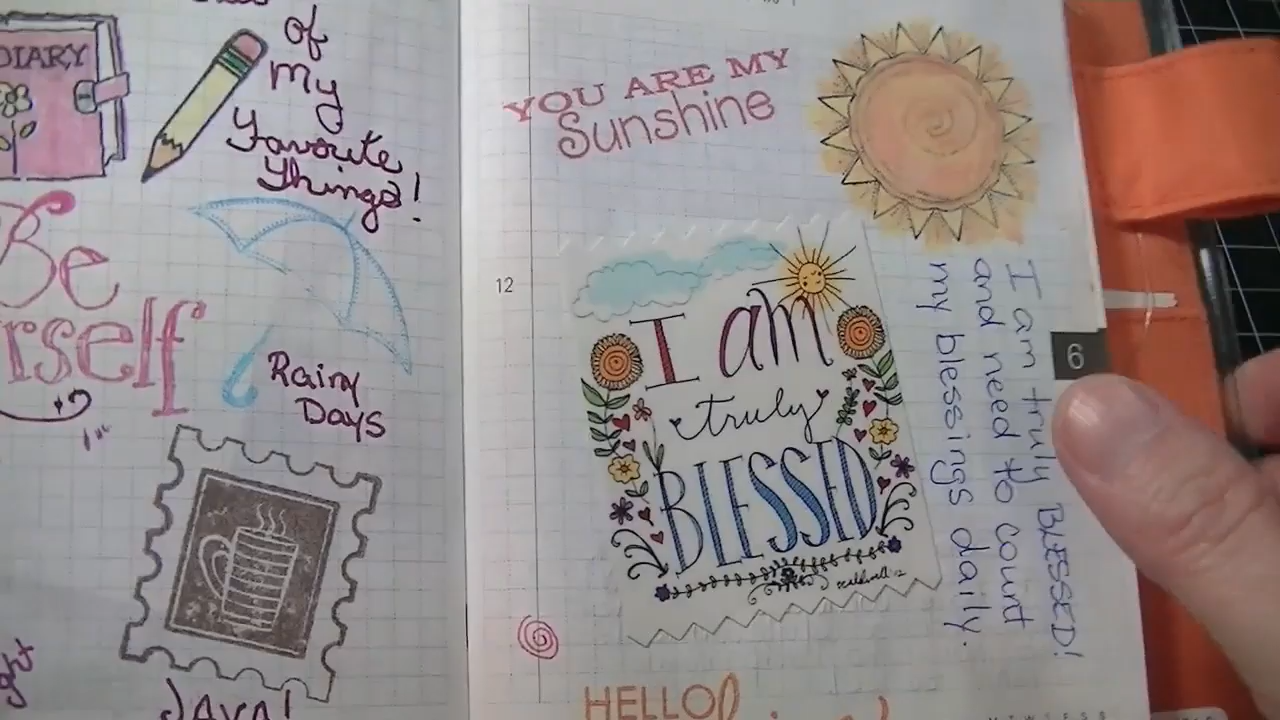 DIARY
of
My
Favorite
Things!
Be
rself
Rainy
Days
JAVA!
YOU ARE MY
Sunshine
12
I am
truly
BLESSED
I am truly BLESSED!
and need to count
my blessings daily.
6
HELLO